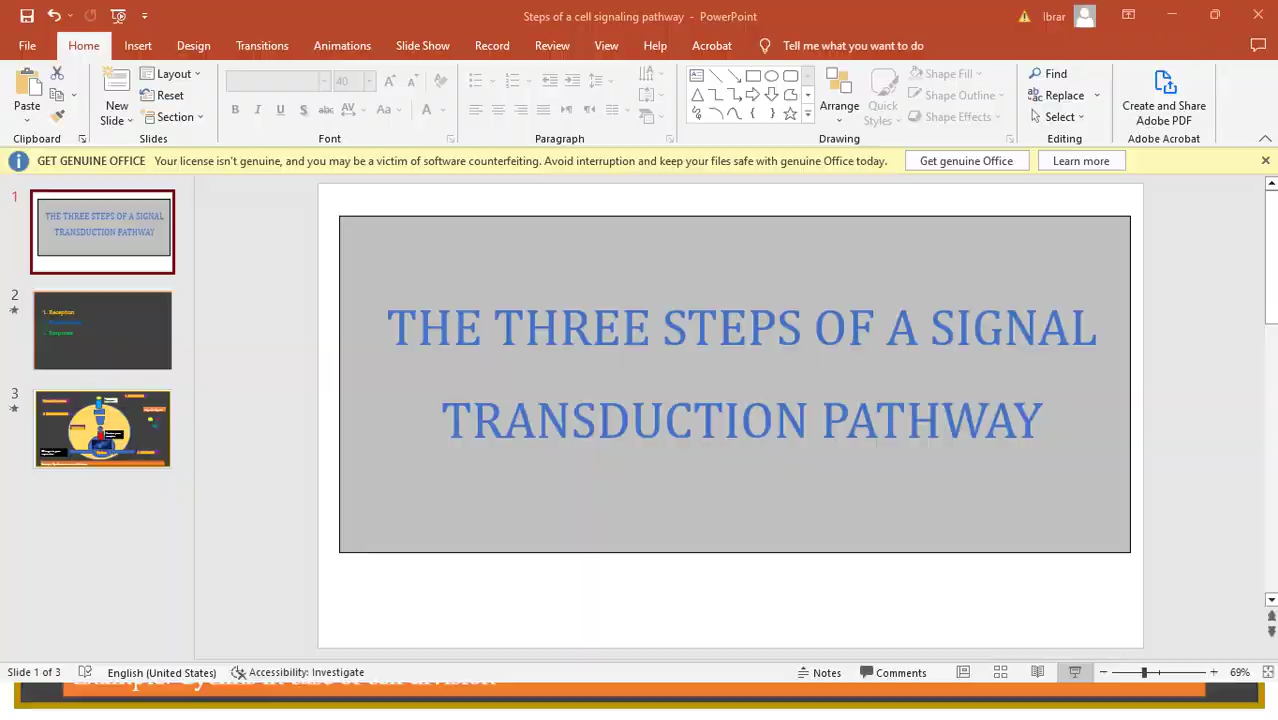 Steps of a cell signaling pathway - PowerPoint
Ibrar
File Home Insert Design Transitions Animations Slide Show Record Review View Help Acrobat Tell me what you want to do
Paste
Clipboard
New Slide
Layout
Reset
Section
Slides
40
Font
Paragraph
Arrange
Quick Styles
Shape Fill
Shape Outline
Shape Effects
Drawing
Find
Replace
Select
Editing
Create and Share Adobe PDF
Adobe Acrobat
GET GENUINE OFFICE Your license isn't genuine, and you may be a victim of software counterfeiting. Avoid interruption and keep your files safe with genuine Office today. Get genuine Office Learn more
1
THE THREE STEPS OF A SIGNAL
TRANSDUCTION PATHWAY
2
1. Reception
3
THE THREE STEPS OF A SIGNAL
TRANSDUCTION PATHWAY
Slide 1 of 3 English (United States) Accessibility: Investigate Notes Comments 69%